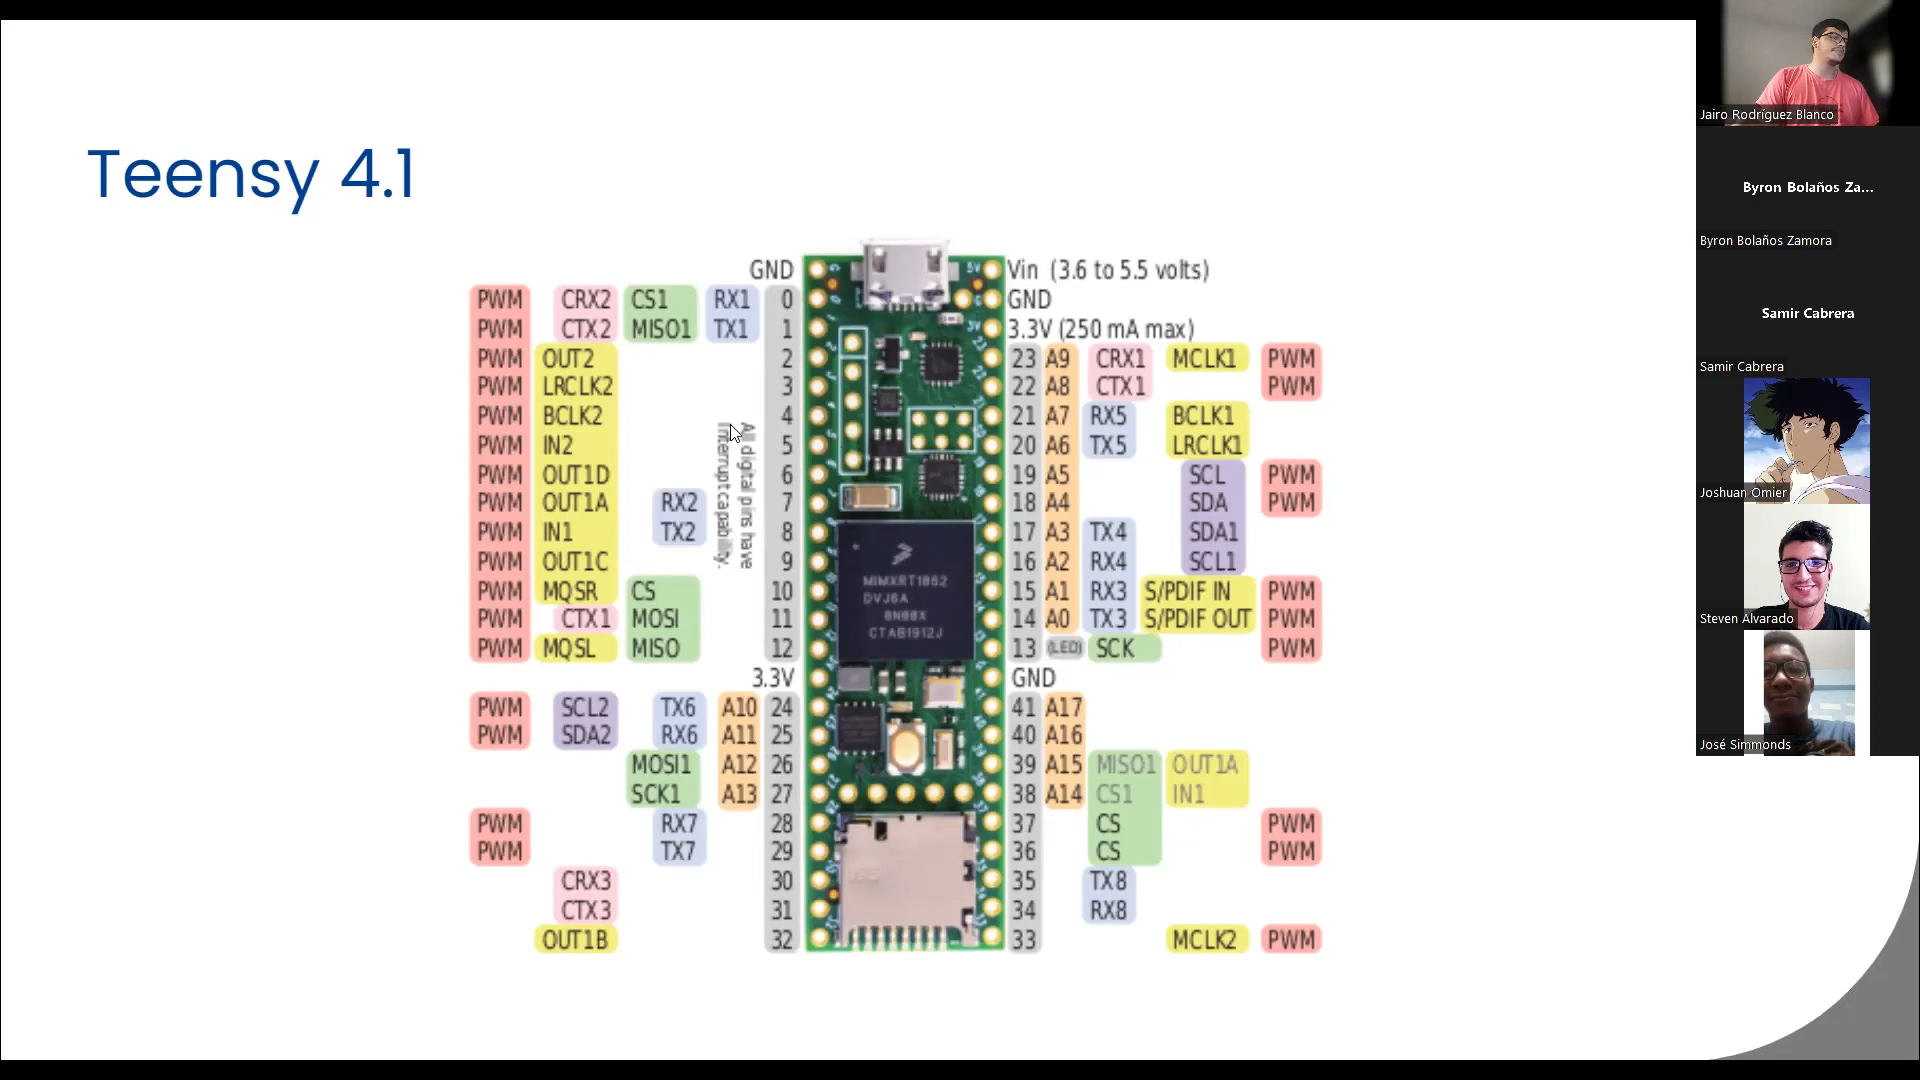 Teensy 4.1
GND Vin (3.6 to 5.5 volts)
PWM CRX2 CS1 RX1 0 GND
PWM CTX2 MISO1 TX1 1 3.3V (250 mA max)
PWM OUT2 2 23 A9 CRX1 MCLK1 PWM
PWM LRCLK2 3 22 A8 CTX1 PWM
PWM BCLK2 4 21 A7 RX5 BCLK1
PWM IN2 5 20 A6 TX5 LRCLK1
PWM OUT1D 6 19 A5 SCL PWM
PWM OUT1A RX2 7 18 A4 SDA PWM
PWM IN1 TX2 8 17 A3 TX4 SDA1
PWM OUT1C 9 16 A2 RX4 SCL1
PWM MQSR CS 10 15 A1 RX3 S/PDIF IN PWM
PWM CTX1 MOSI 11 14 A0 TX3 S/PDIF OUT PWM
PWM MQSL MISO 12 13 (LED) SCK PWM
3.3V GND
PWM SCL2 TX6 A10 24 41 A17
PWM SDA2 RX6 A11 25 40 A16
MOSI1 A12 26 39 A15 MISO1 OUT1A
SCK1 A13 27 38 A14 CS1 IN1
PWM RX7 28 37 CS PWM
PWM TX7 29 36 CS PWM
CRX3 30 35 TX8
CTX3 31 34 RX8
OUT1B 32 33 MCLK2 PWM
All digital pins have
Interrupt capability.
MIMXRT1862
DVJ6A
8N88X
CTAB1912J
Jairo Rodríguez Blanco
Byron Bolaños Za...
Byron Bolaños Zamora
Samir Cabrera
Samir Cabrera
Joshuan Omier
Steven Alvarado
José Simmonds